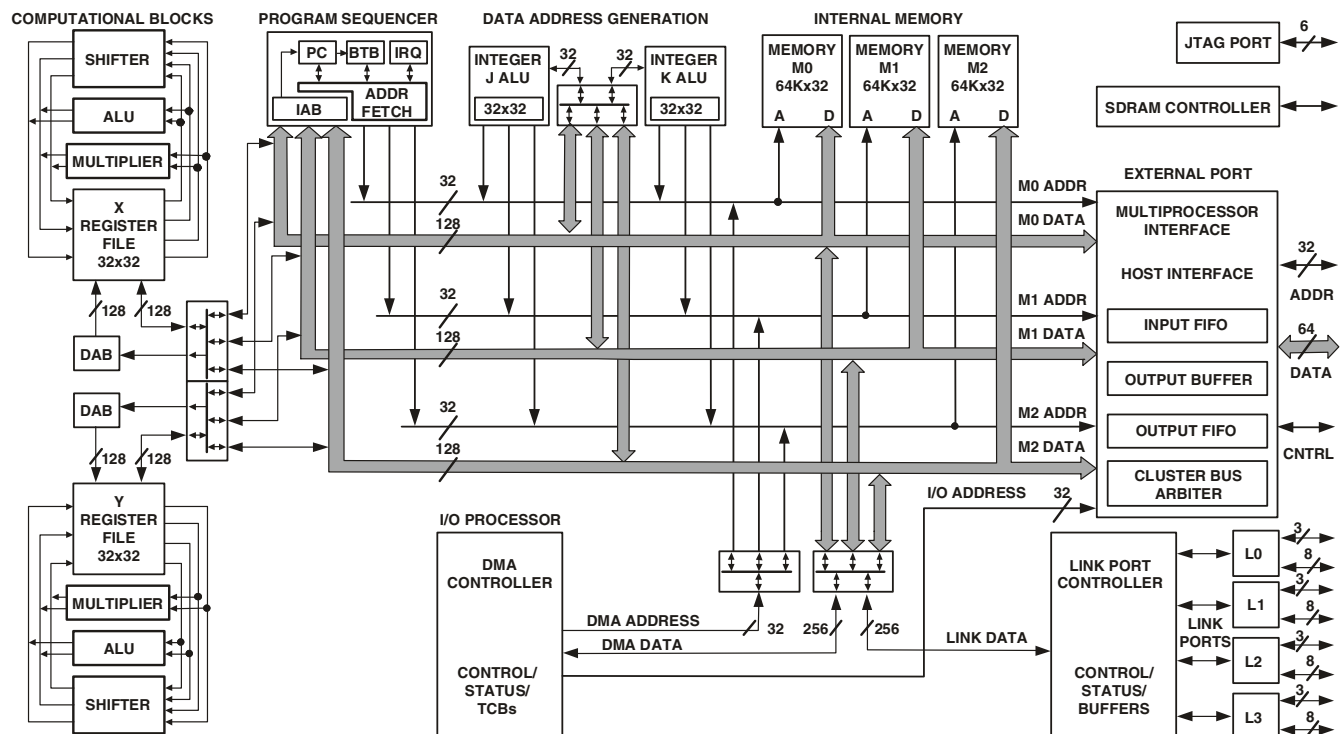 COMPUTATIONAL BLOCKS
SHIFTER
ALU
MULTIPLIER
X
REGISTER
FILE
32x32
128
128
DAB
DAB
128
128
Y
REGISTER
FILE
32x32
MULTIPLIER
ALU
SHIFTER
PROGRAM SEQUENCER
PC
BTB
IRQ
ADDR
FETCH
IAB
DATA ADDRESS GENERATION
INTEGER
J ALU
32x32
32
32
INTEGER
K ALU
32x32
INTERNAL MEMORY
MEMORY
M0
64Kx32
A
D
MEMORY
M1
64Kx32
A
D
MEMORY
M2
64Kx32
A
D
32
128
32
128
32
128
M0 ADDR
M0 DATA
M1 ADDR
M1 DATA
M2 ADDR
M2 DATA
I/O ADDRESS
32
JTAG PORT
6
SDRAM CONTROLLER
EXTERNAL PORT
MULTIPROCESSOR
INTERFACE
HOST INTERFACE
INPUT FIFO
OUTPUT BUFFER
OUTPUT FIFO
CLUSTER BUS
ARBITER
32
ADDR
64
DATA
CNTRL
I/O PROCESSOR
DMA
CONTROLLER
CONTROL/
STATUS/
TCBs
DMA ADDRESS
32
DMA DATA
256
256
LINK DATA
LINK PORT
CONTROLLER
CONTROL/
STATUS/
BUFFERS
LINK
PORTS
L0
3
8
L1
3
8
L2
3
8
L3
3
8